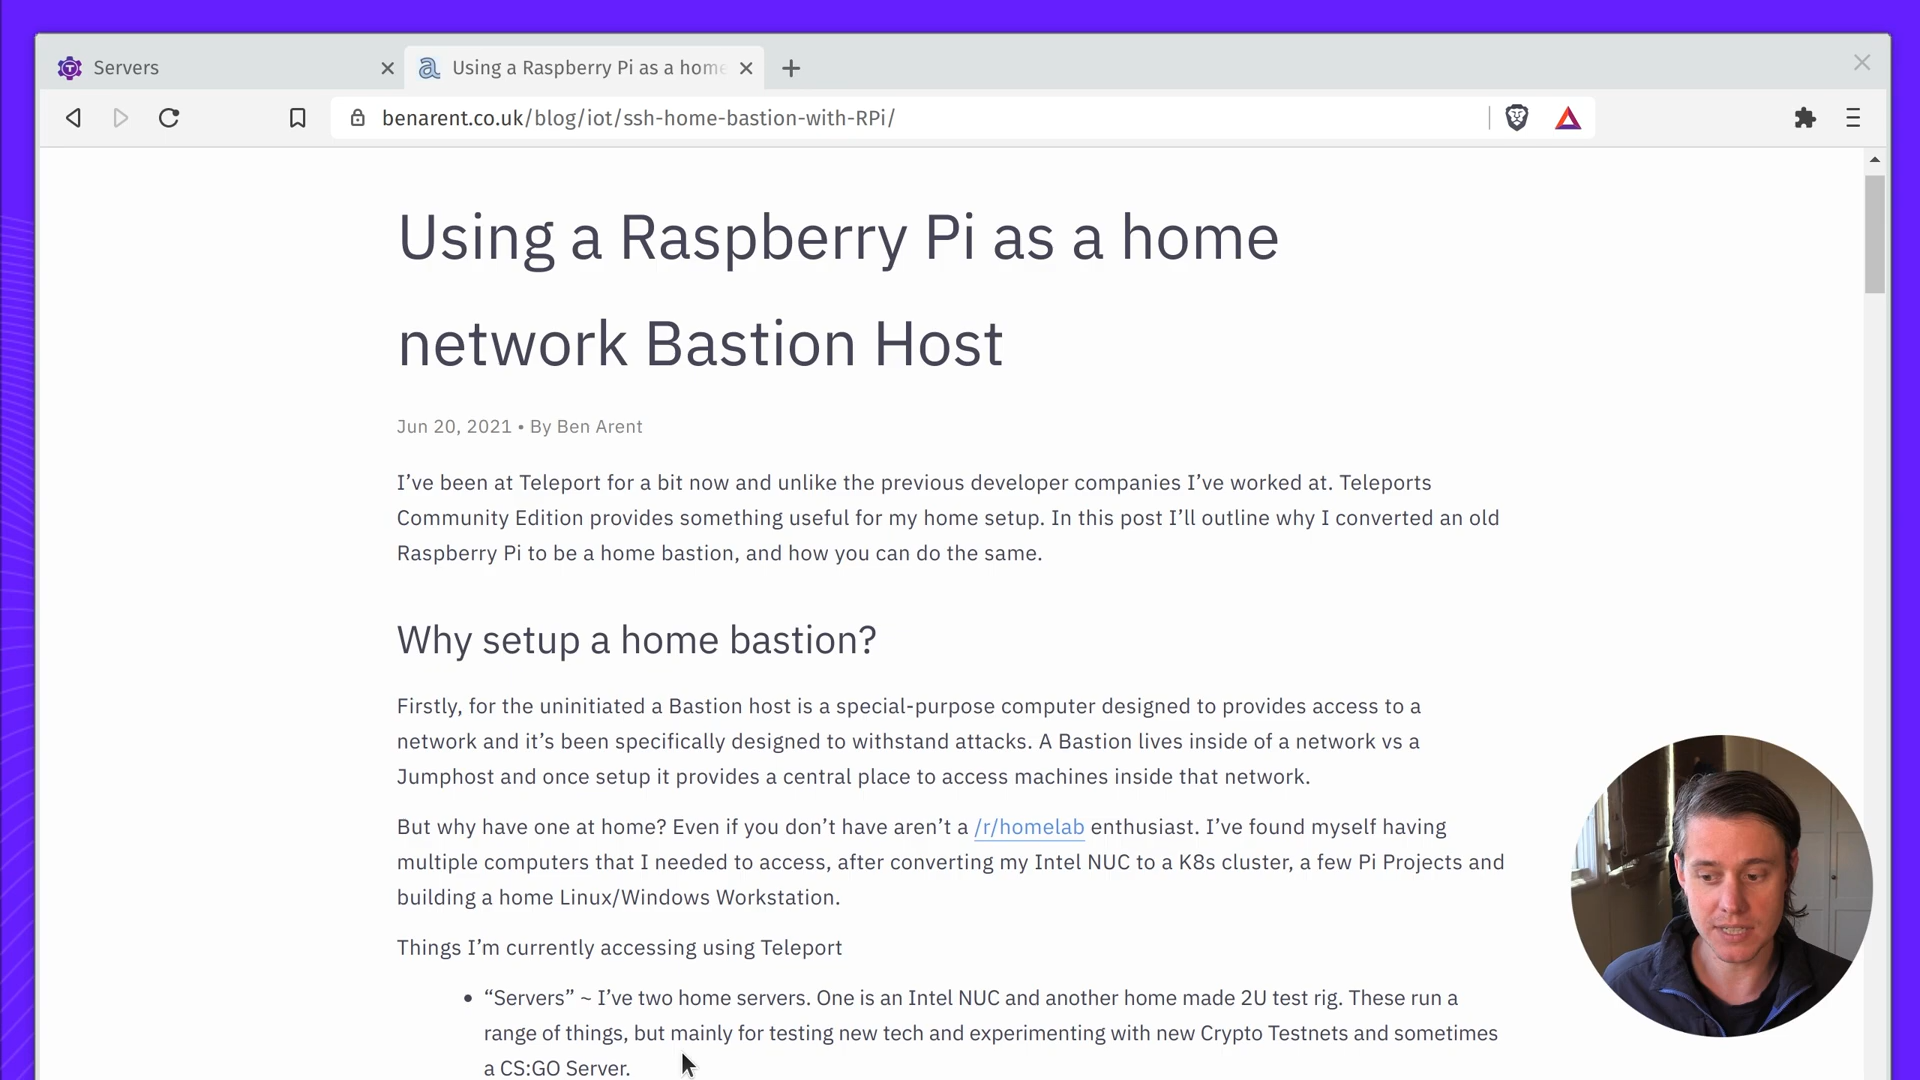 Servers
Using a Raspberry Pi as a home
benarent.co.uk/blog/iot/ssh-home-bastion-with-RPi/
Using a Raspberry Pi as a home
network Bastion Host
Jun 20, 2021 • By Ben Arent
I’ve been at Teleport for a bit now and unlike the previous developer companies I’ve worked at. Teleports
Community Edition provides something useful for my home setup. In this post I’ll outline why I converted an old
Raspberry Pi to be a home bastion, and how you can do the same.
Why setup a home bastion?
Firstly, for the uninitiated a Bastion host is a special-purpose computer designed to provides access to a
network and it’s been specifically designed to withstand attacks. A Bastion lives inside of a network vs a
Jumphost and once setup it provides a central place to access machines inside that network.
But why have one at home? Even if you don’t have aren’t a /r/homelab enthusiast. I’ve found myself having
multiple computers that I needed to access, after converting my Intel NUC to a K8s cluster, a few Pi Projects and
building a home Linux/Windows Workstation.
Things I’m currently accessing using Teleport
• “Servers” ~ I’ve two home servers. One is an Intel NUC and another home made 2U test rig. These run a
range of things, but mainly for testing new tech and experimenting with new Crypto Testnets and sometimes
a CS:GO Server.